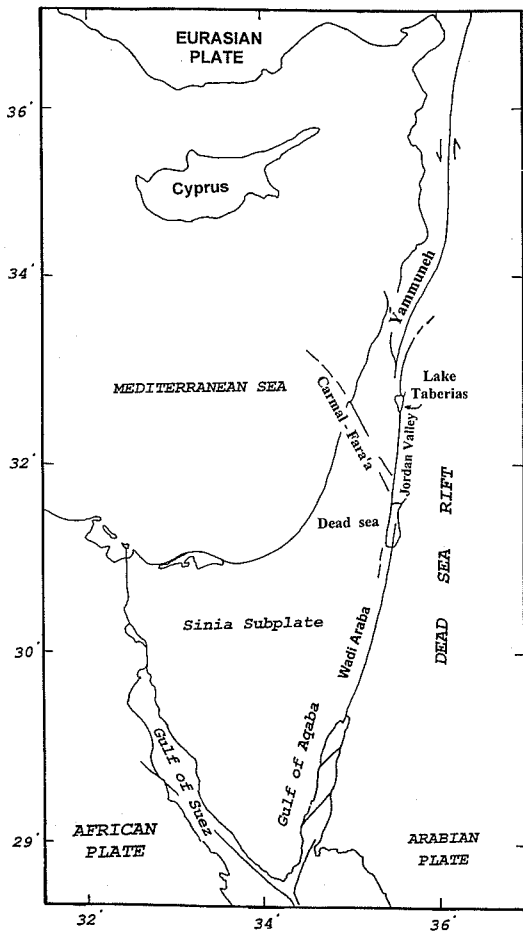 EURASIAN
PLATE
36°
Cyprus
34°
Yammuneh
MEDITERRANEAN SEA
Lake
Taberias
Carmal - Fara'a
Jordan Valley
32°
Dead sea
DEAD SEA RIFT
Sinia Subplate
Wadi Araba
30°
Gulf of Aqaba
Gulf of Suez
29°
AFRICAN
PLATE
ARABIAN
PLATE
32°
34°
36°